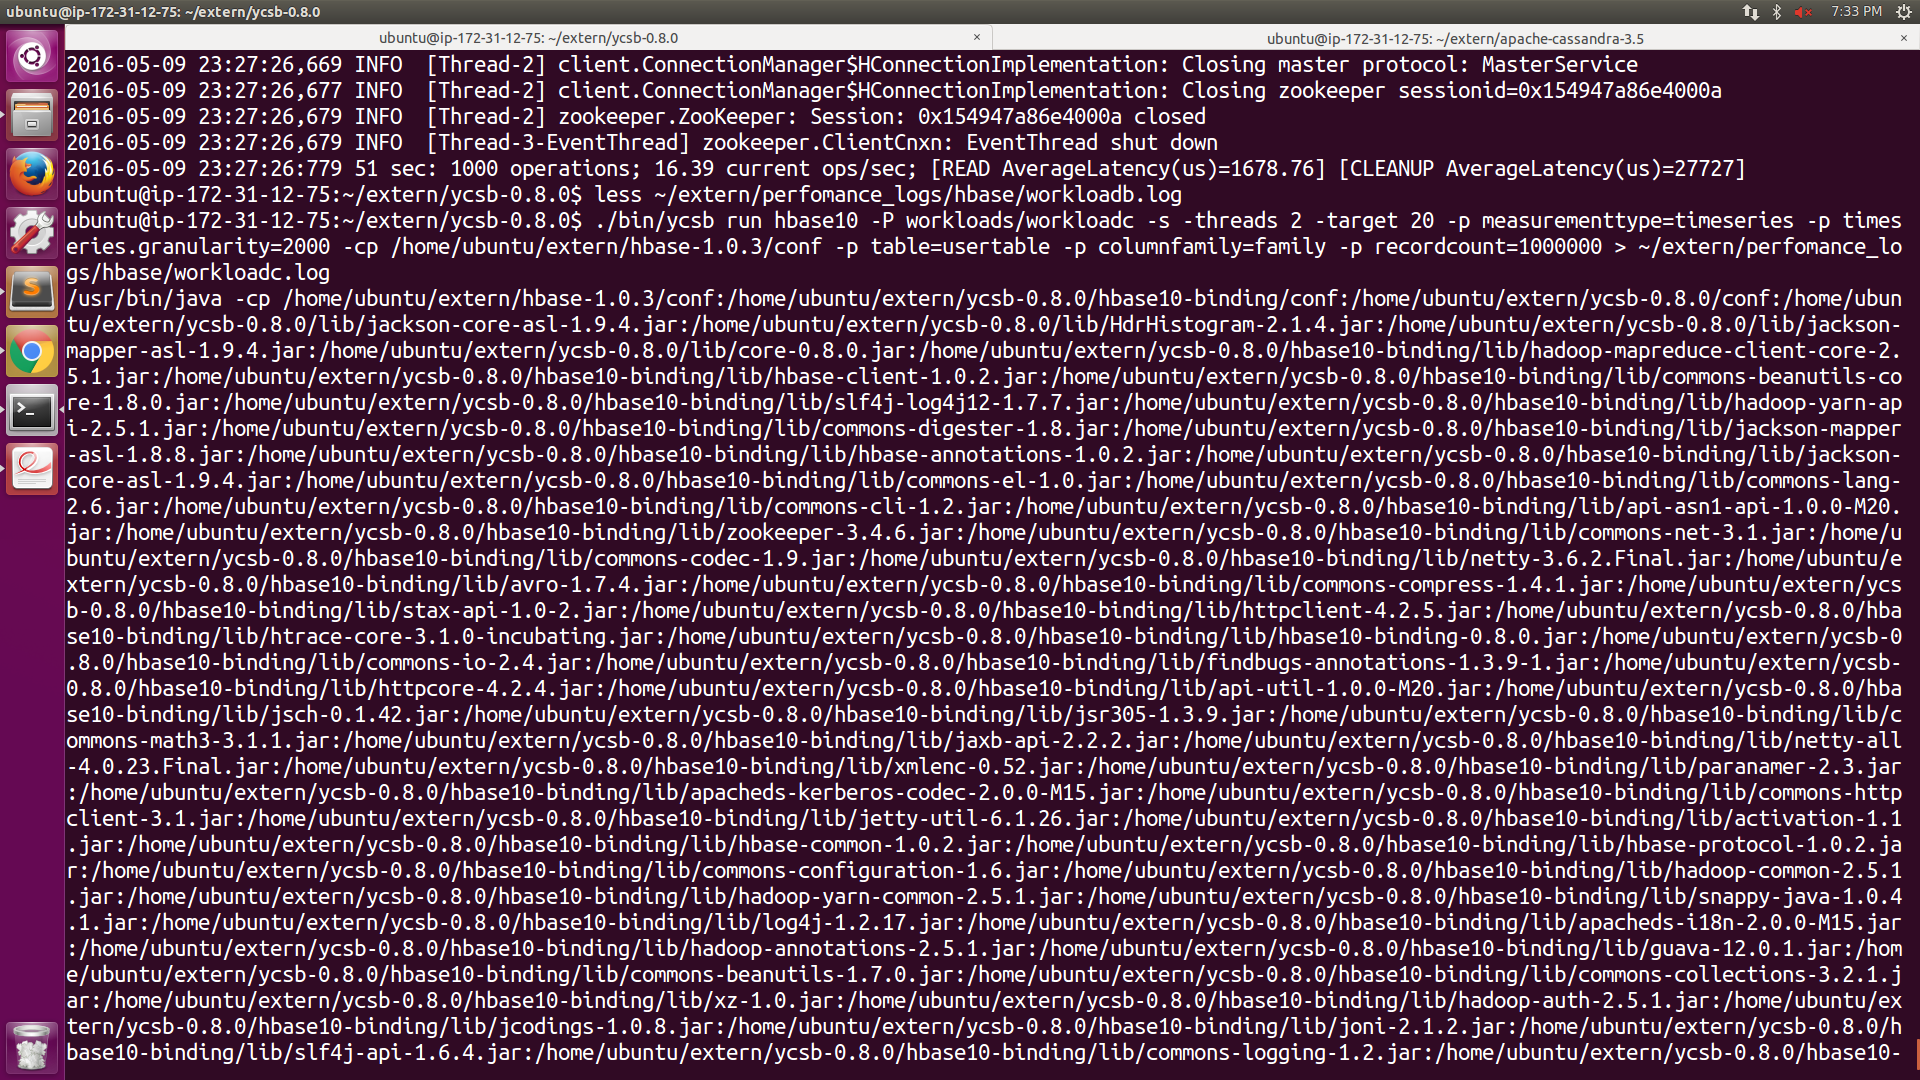 ubuntu@ip-172-31-12-75: ~/extern/ycsb-0.8.0
7:33 PM
ubuntu@ip-172-31-12-75: ~/extern/ycsb-0.8.0 ×
ubuntu@ip-172-31-12-75: ~/extern/apache-cassandra-3.5 ×
2016-05-09 23:27:26,669 INFO  [Thread-2] client.ConnectionManager$HConnectionImplementation: Closing master protocol: MasterService
2016-05-09 23:27:26,677 INFO  [Thread-2] client.ConnectionManager$HConnectionImplementation: Closing zookeeper sessionid=0x154947a86e4000a
2016-05-09 23:27:26,679 INFO  [Thread-2] zookeeper.ZooKeeper: Session: 0x154947a86e4000a closed
2016-05-09 23:27:26,679 INFO  [Thread-3-EventThread] zookeeper.ClientCnxn: EventThread shut down
2016-05-09 23:27:26:779 51 sec: 1000 operations; 16.39 current ops/sec; [READ AverageLatency(us)=1678.76] [CLEANUP AverageLatency(us)=27727]
ubuntu@ip-172-31-12-75:~/extern/ycsb-0.8.0$ less ~/extern/perfomance_logs/hbase/workloadb.log
ubuntu@ip-172-31-12-75:~/extern/ycsb-0.8.0$ ./bin/ycsb run hbase10 -P workloads/workloadc -s -threads 2 -target 20 -p measurementtype=timeseries -p times
eries.granularity=2000 -cp /home/ubuntu/extern/hbase-1.0.3/conf -p table=usertable -p columnfamily=family -p recordcount=1000000 > ~/extern/perfomance_lo
gs/hbase/workloadc.log
/usr/bin/java -cp /home/ubuntu/extern/hbase-1.0.3/conf:/home/ubuntu/extern/ycsb-0.8.0/hbase10-binding/conf:/home/ubuntu/extern/ycsb-0.8.0/conf:/home/ubun
tu/extern/ycsb-0.8.0/lib/jackson-core-asl-1.9.4.jar:/home/ubuntu/extern/ycsb-0.8.0/lib/HdrHistogram-2.1.4.jar:/home/ubuntu/extern/ycsb-0.8.0/lib/jackson-
mapper-asl-1.9.4.jar:/home/ubuntu/extern/ycsb-0.8.0/lib/core-0.8.0.jar:/home/ubuntu/extern/ycsb-0.8.0/hbase10-binding/lib/hadoop-mapreduce-client-core-2.
5.1.jar:/home/ubuntu/extern/ycsb-0.8.0/hbase10-binding/lib/hbase-client-1.0.2.jar:/home/ubuntu/extern/ycsb-0.8.0/hbase10-binding/lib/commons-beanutils-co
re-1.8.0.jar:/home/ubuntu/extern/ycsb-0.8.0/hbase10-binding/lib/slf4j-log4j12-1.7.7.jar:/home/ubuntu/extern/ycsb-0.8.0/hbase10-binding/lib/hadoop-yarn-ap
i-2.5.1.jar:/home/ubuntu/extern/ycsb-0.8.0/hbase10-binding/lib/commons-digester-1.8.jar:/home/ubuntu/extern/ycsb-0.8.0/hbase10-binding/lib/jackson-mapper
-asl-1.8.8.jar:/home/ubuntu/extern/ycsb-0.8.0/hbase10-binding/lib/hbase-annotations-1.0.2.jar:/home/ubuntu/extern/ycsb-0.8.0/hbase10-binding/lib/jackson-
core-asl-1.9.4.jar:/home/ubuntu/extern/ycsb-0.8.0/hbase10-binding/lib/commons-el-1.0.jar:/home/ubuntu/extern/ycsb-0.8.0/hbase10-binding/lib/commons-lang-
2.6.jar:/home/ubuntu/extern/ycsb-0.8.0/hbase10-binding/lib/commons-cli-1.2.jar:/home/ubuntu/extern/ycsb-0.8.0/hbase10-binding/lib/api-asn1-api-1.0.0-M20.
jar:/home/ubuntu/extern/ycsb-0.8.0/hbase10-binding/lib/zookeeper-3.4.6.jar:/home/ubuntu/extern/ycsb-0.8.0/hbase10-binding/lib/commons-net-3.1.jar:/home/u
buntu/extern/ycsb-0.8.0/hbase10-binding/lib/commons-codec-1.9.jar:/home/ubuntu/extern/ycsb-0.8.0/hbase10-binding/lib/netty-3.6.2.Final.jar:/home/ubuntu/e
xtern/ycsb-0.8.0/hbase10-binding/lib/avro-1.7.4.jar:/home/ubuntu/extern/ycsb-0.8.0/hbase10-binding/lib/commons-compress-1.4.1.jar:/home/ubuntu/extern/ycs
b-0.8.0/hbase10-binding/lib/stax-api-1.0-2.jar:/home/ubuntu/extern/ycsb-0.8.0/hbase10-binding/lib/httpclient-4.2.5.jar:/home/ubuntu/extern/ycsb-0.8.0/hba
se10-binding/lib/htrace-core-3.1.0-incubating.jar:/home/ubuntu/extern/ycsb-0.8.0/hbase10-binding/lib/hbase10-binding-0.8.0.jar:/home/ubuntu/extern/ycsb-0
.8.0/hbase10-binding/lib/commons-io-2.4.jar:/home/ubuntu/extern/ycsb-0.8.0/hbase10-binding/lib/findbugs-annotations-1.3.9-1.jar:/home/ubuntu/extern/ycsb-
0.8.0/hbase10-binding/lib/httpcore-4.2.4.jar:/home/ubuntu/extern/ycsb-0.8.0/hbase10-binding/lib/api-util-1.0.0-M20.jar:/home/ubuntu/extern/ycsb-0.8.0/hba
se10-binding/lib/jsch-0.1.42.jar:/home/ubuntu/extern/ycsb-0.8.0/hbase10-binding/lib/jsr305-1.3.9.jar:/home/ubuntu/extern/ycsb-0.8.0/hbase10-binding/lib/c
ommons-math3-3.1.1.jar:/home/ubuntu/extern/ycsb-0.8.0/hbase10-binding/lib/jaxb-api-2.2.2.jar:/home/ubuntu/extern/ycsb-0.8.0/hbase10-binding/lib/netty-all
-4.0.23.Final.jar:/home/ubuntu/extern/ycsb-0.8.0/hbase10-binding/lib/xmlenc-0.52.jar:/home/ubuntu/extern/ycsb-0.8.0/hbase10-binding/lib/paranamer-2.3.jar
:/home/ubuntu/extern/ycsb-0.8.0/hbase10-binding/lib/apacheds-kerberos-codec-2.0.0-M15.jar:/home/ubuntu/extern/ycsb-0.8.0/hbase10-binding/lib/commons-http
client-3.1.jar:/home/ubuntu/extern/ycsb-0.8.0/hbase10-binding/lib/jetty-util-6.1.26.jar:/home/ubuntu/extern/ycsb-0.8.0/hbase10-binding/lib/activation-1.1
.jar:/home/ubuntu/extern/ycsb-0.8.0/hbase10-binding/lib/hbase-common-1.0.2.jar:/home/ubuntu/extern/ycsb-0.8.0/hbase10-binding/lib/hbase-protocol-1.0.2.ja
r:/home/ubuntu/extern/ycsb-0.8.0/hbase10-binding/lib/commons-configuration-1.6.jar:/home/ubuntu/extern/ycsb-0.8.0/hbase10-binding/lib/hadoop-common-2.5.1
.jar:/home/ubuntu/extern/ycsb-0.8.0/hbase10-binding/lib/hadoop-yarn-common-2.5.1.jar:/home/ubuntu/extern/ycsb-0.8.0/hbase10-binding/lib/snappy-java-1.0.4
.1.jar:/home/ubuntu/extern/ycsb-0.8.0/hbase10-binding/lib/log4j-1.2.17.jar:/home/ubuntu/extern/ycsb-0.8.0/hbase10-binding/lib/apacheds-i18n-2.0.0-M15.jar
:/home/ubuntu/extern/ycsb-0.8.0/hbase10-binding/lib/hadoop-annotations-2.5.1.jar:/home/ubuntu/extern/ycsb-0.8.0/hbase10-binding/lib/guava-12.0.1.jar:/hom
e/ubuntu/extern/ycsb-0.8.0/hbase10-binding/lib/commons-beanutils-1.7.0.jar:/home/ubuntu/extern/ycsb-0.8.0/hbase10-binding/lib/commons-collections-3.2.1.j
ar:/home/ubuntu/extern/ycsb-0.8.0/hbase10-binding/lib/xz-1.0.jar:/home/ubuntu/extern/ycsb-0.8.0/hbase10-binding/lib/hadoop-auth-2.5.1.jar:/home/ubuntu/ex
tern/ycsb-0.8.0/hbase10-binding/lib/jcodings-1.0.8.jar:/home/ubuntu/extern/ycsb-0.8.0/hbase10-binding/lib/joni-2.1.2.jar:/home/ubuntu/extern/ycsb-0.8.0/h
base10-binding/lib/slf4j-api-1.6.4.jar:/home/ubuntu/extern/ycsb-0.8.0/hbase10-binding/lib/commons-logging-1.2.jar:/home/ubuntu/extern/ycsb-0.8.0/hbase10-